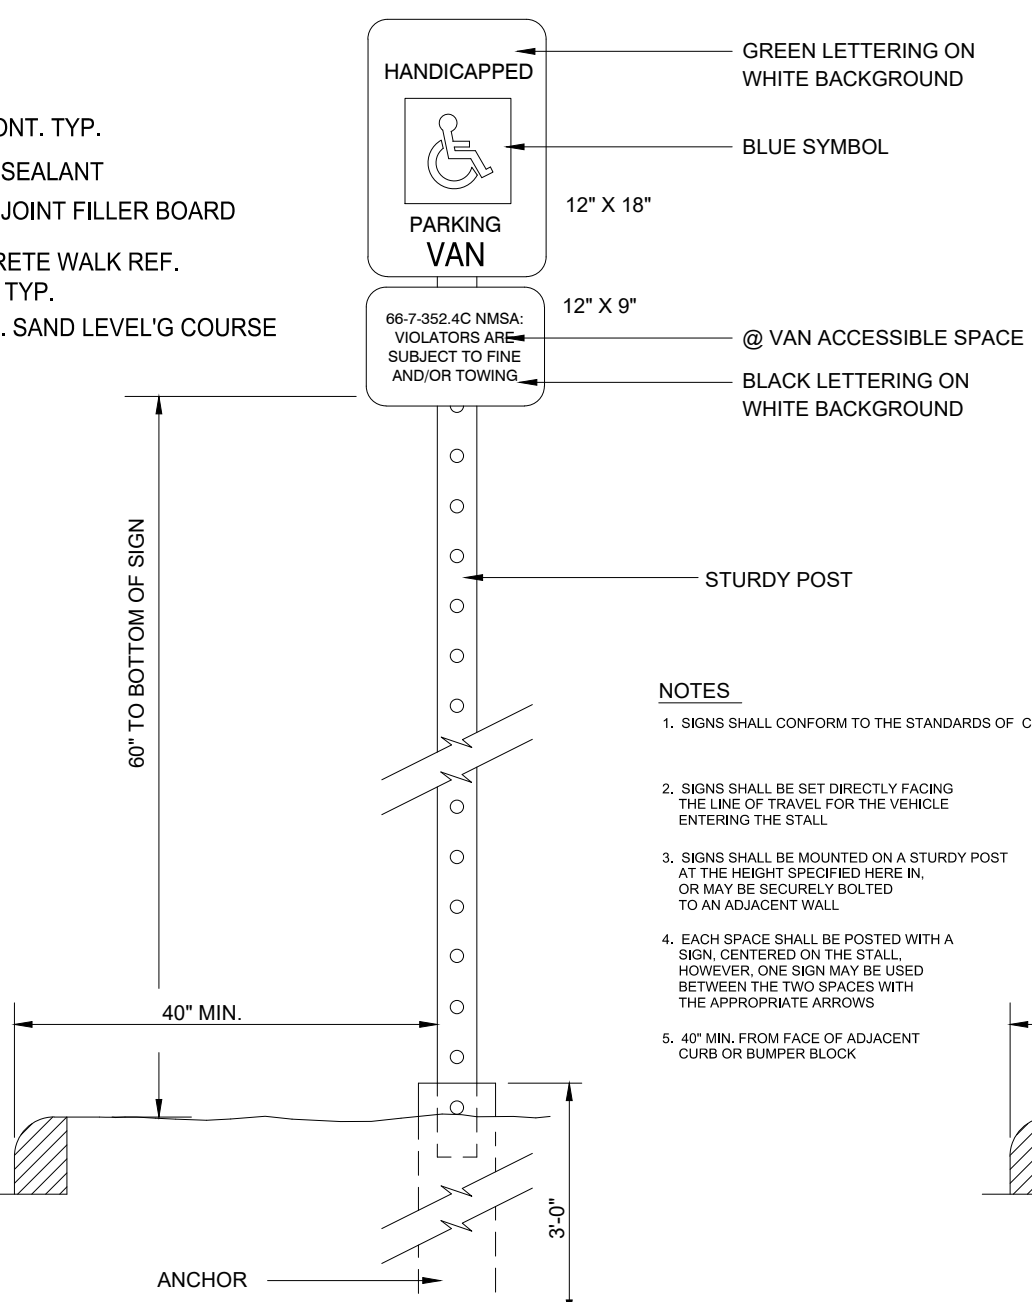 GREEN LETTERING ON
WHITE BACKGROUND
HANDICAPPED
ONT. TYP.
BLUE SYMBOL
SEALANT
JOINT FILLER BOARD
12" X 18"
PARKING
VAN
RETE WALK REF.
TYP.
12" X 9"
. SAND LEVEL'G COURSE
66-7-352.4C NMSA:
VIOLATORS ARE
SUBJECT TO FINE
AND/OR TOWING
@ VAN ACCESSIBLE SPACE
BLACK LETTERING ON
WHITE BACKGROUND
60" TO BOTTOM OF SIGN
STURDY POST
NOTES
1. SIGNS SHALL CONFORM TO THE STANDARDS OF C
2. SIGNS SHALL BE SET DIRECTLY FACING
THE LINE OF TRAVEL FOR THE VEHICLE
ENTERING THE STALL
3. SIGNS SHALL BE MOUNTED ON A STURDY POST
AT THE HEIGHT SPECIFIED HERE IN,
OR MAY BE SECURELY BOLTED
TO AN ADJACENT WALL
4. EACH SPACE SHALL BE POSTED WITH A
SIGN, CENTERED ON THE STALL,
HOWEVER, ONE SIGN MAY BE USED
BETWEEN THE TWO SPACES WITH
THE APPROPRIATE ARROWS
5. 40" MIN. FROM FACE OF ADJACENT
CURB OR BUMPER BLOCK
40" MIN.
3'-0"
ANCHOR